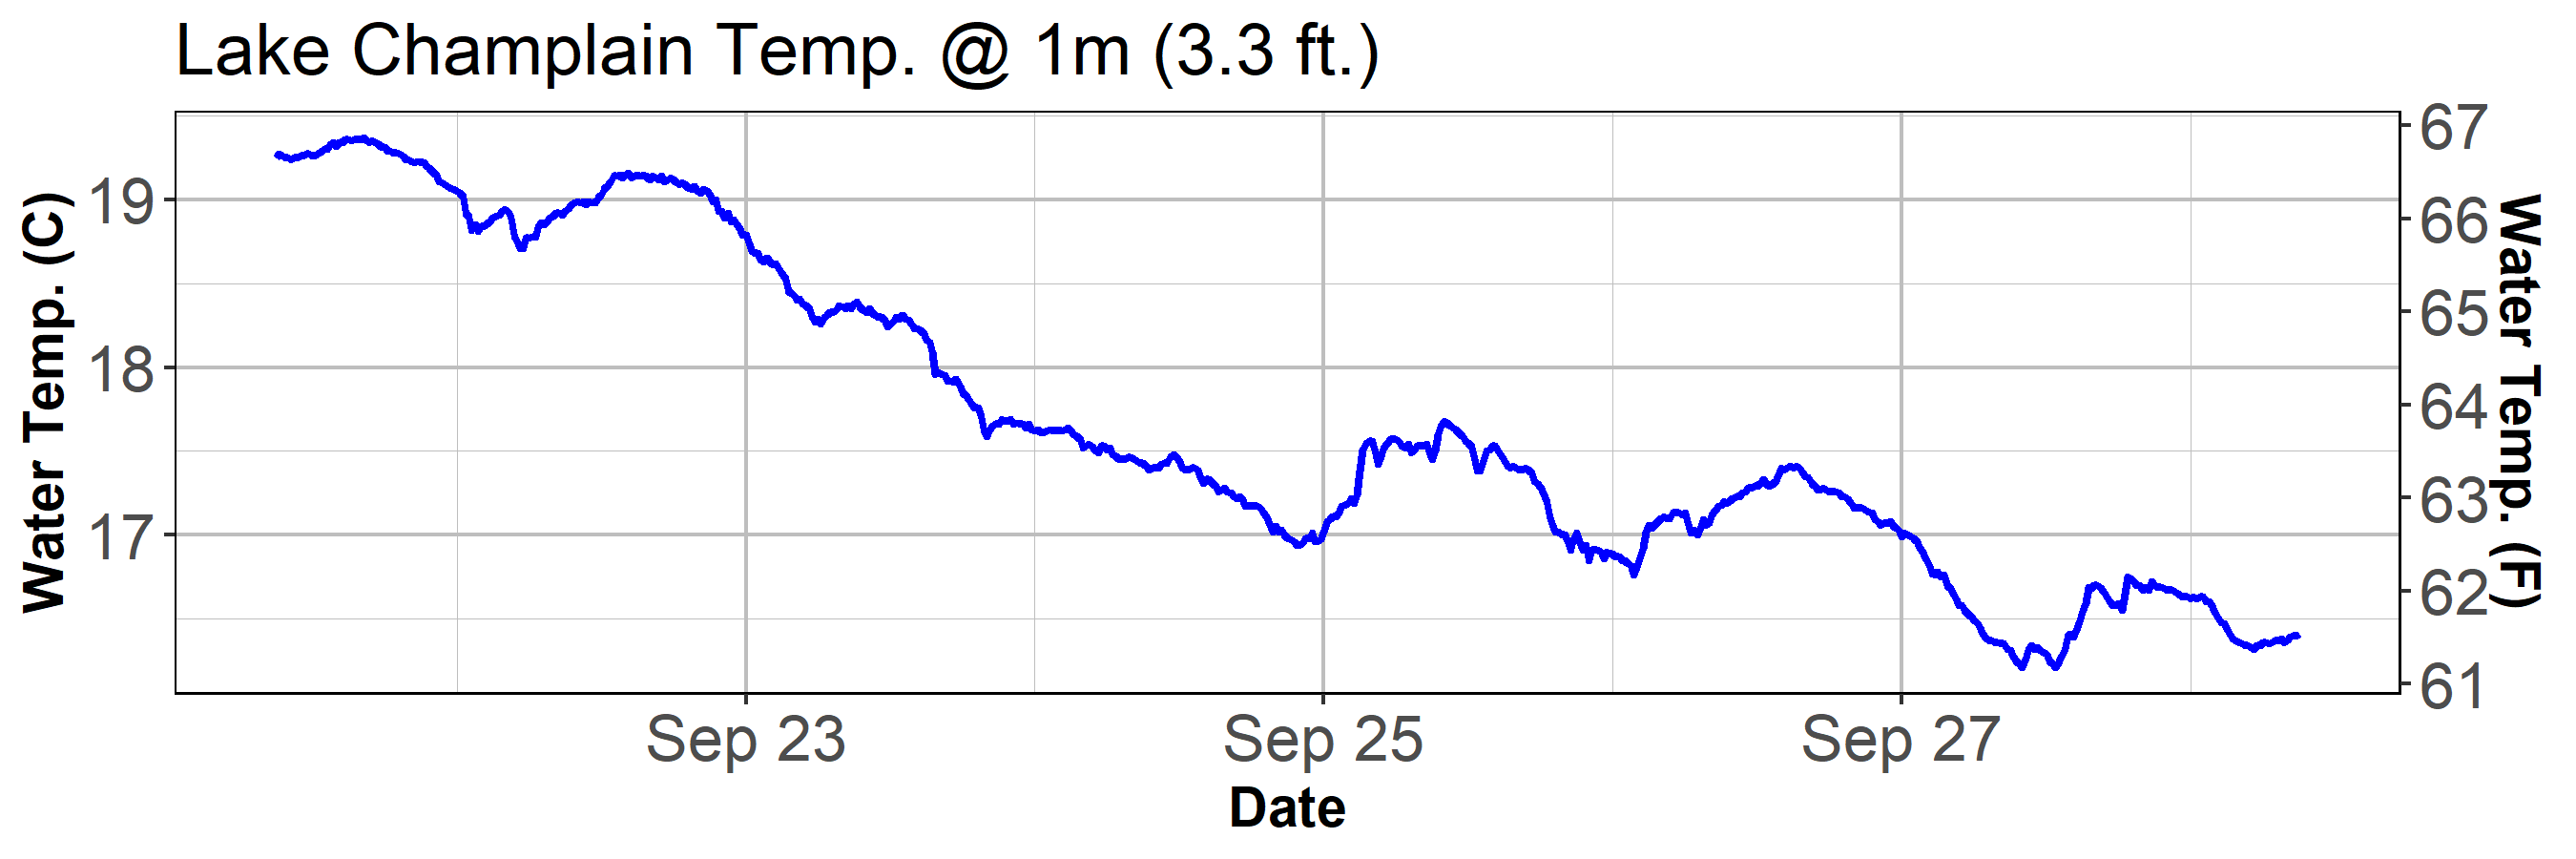 Lake Champlain Temp. @ 1m (3.3 ft.)
Water Temp. (C)
19
18
17
67
66
65
64
63
62
61
Water Temp. (F)
Sep 23
Sep 25
Sep 27
Date